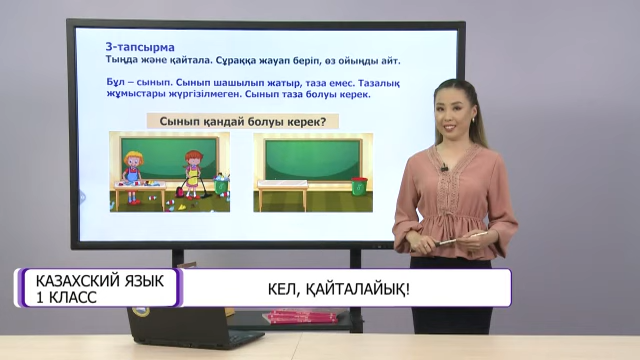 3-тапсырма
Тыңда және қайтала. Сұраққа жауап беріп, өз ойыңды айт.
Бұл – сынып. Сынып шашылып жатыр, таза емес. Тазалық
жұмыстары жүргізілмеген. Сынып таза болуы керек.
Сынып қандай болуы керек?
КАЗАХСКИЙ ЯЗЫК
1 КЛАСС
КЕЛ, ҚАЙТАЛАЙЫҚ!